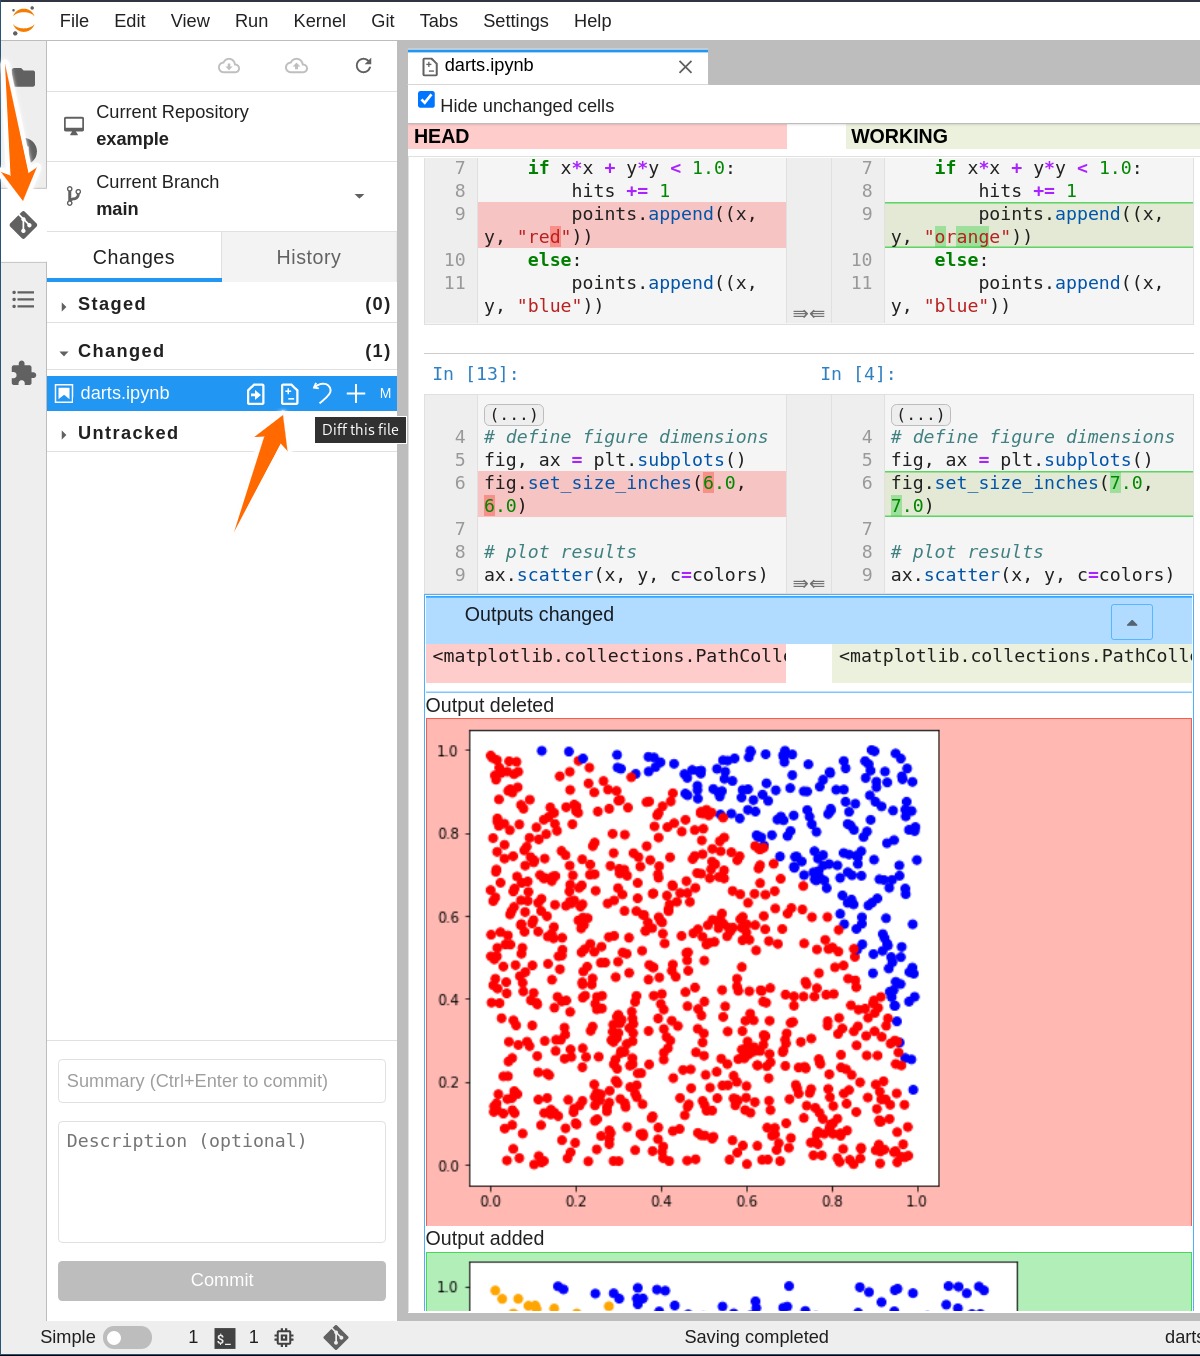 File Edit View Run Kernel Git Tabs Settings Help
Current Repository
example
Current Branch
main
Changes History
Staged (0)
Changed (1)
darts.ipynb M
Diff this file
Untracked
Summary (Ctrl+Enter to commit)
Description (optional)
Commit
darts.ipynb
Hide unchanged cells
HEAD WORKING
7 if x*x + y*y < 1.0: 7 if x*x + y*y < 1.0:
8 hits += 1 8 hits += 1
9 points.append((x, 9 points.append((x,
y, "red")) y, "orange"))
10 else: 10 else:
11 points.append((x, 11 points.append((x,
y, "blue")) y, "blue"))
In [13]: In [4]:
(...) (...)
4 # define figure dimensions 4 # define figure dimensions
5 fig, ax = plt.subplots() 5 fig, ax = plt.subplots()
6 fig.set_size_inches(6.0, 6 fig.set_size_inches(7.0,
6.0) 7.0)
7 7
8 # plot results 8 # plot results
9 ax.scatter(x, y, c=colors) 9 ax.scatter(x, y, c=colors)
Outputs changed
<matplotlib.collections.PathColle <matplotlib.collections.PathColle
Output deleted
1.0
0.8
0.6
0.4
0.2
0.0
0.0 0.2 0.4 0.6 0.8 1.0
Output added
1.0
Simple 1 $_ 1 Saving completed darts